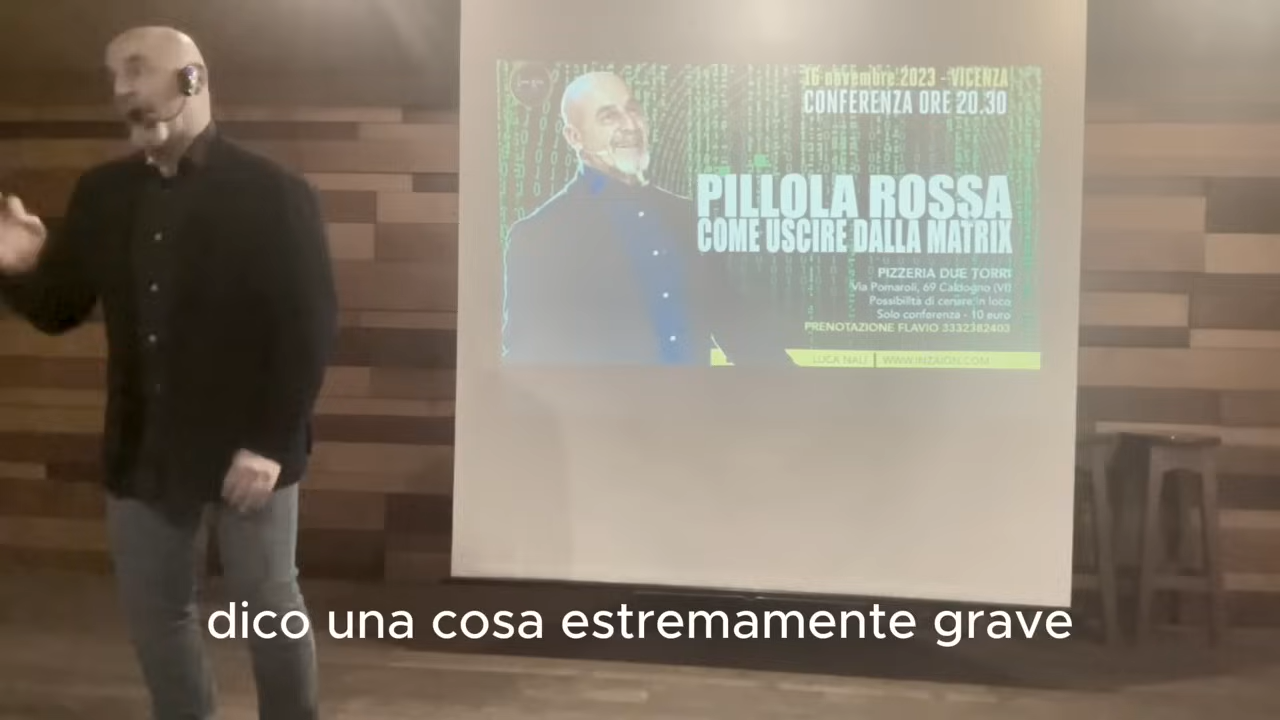 16 novembre 2023 - VICENZA
CONFERENZA ORE 20.30
PILLOLA ROSSA
COME USCIRE DALLA MATRIX
PIZZERIA DUE TORRI
Via Pomaroli, 69 Caldogno (VI)
Possibilità di cenare in loco
Solo conferenza - 10 euro
PRENOTAZIONE FLAVIO 3332382403
LUCA NALI | WWW.INZAION.COM
dico una cosa estremamente grave